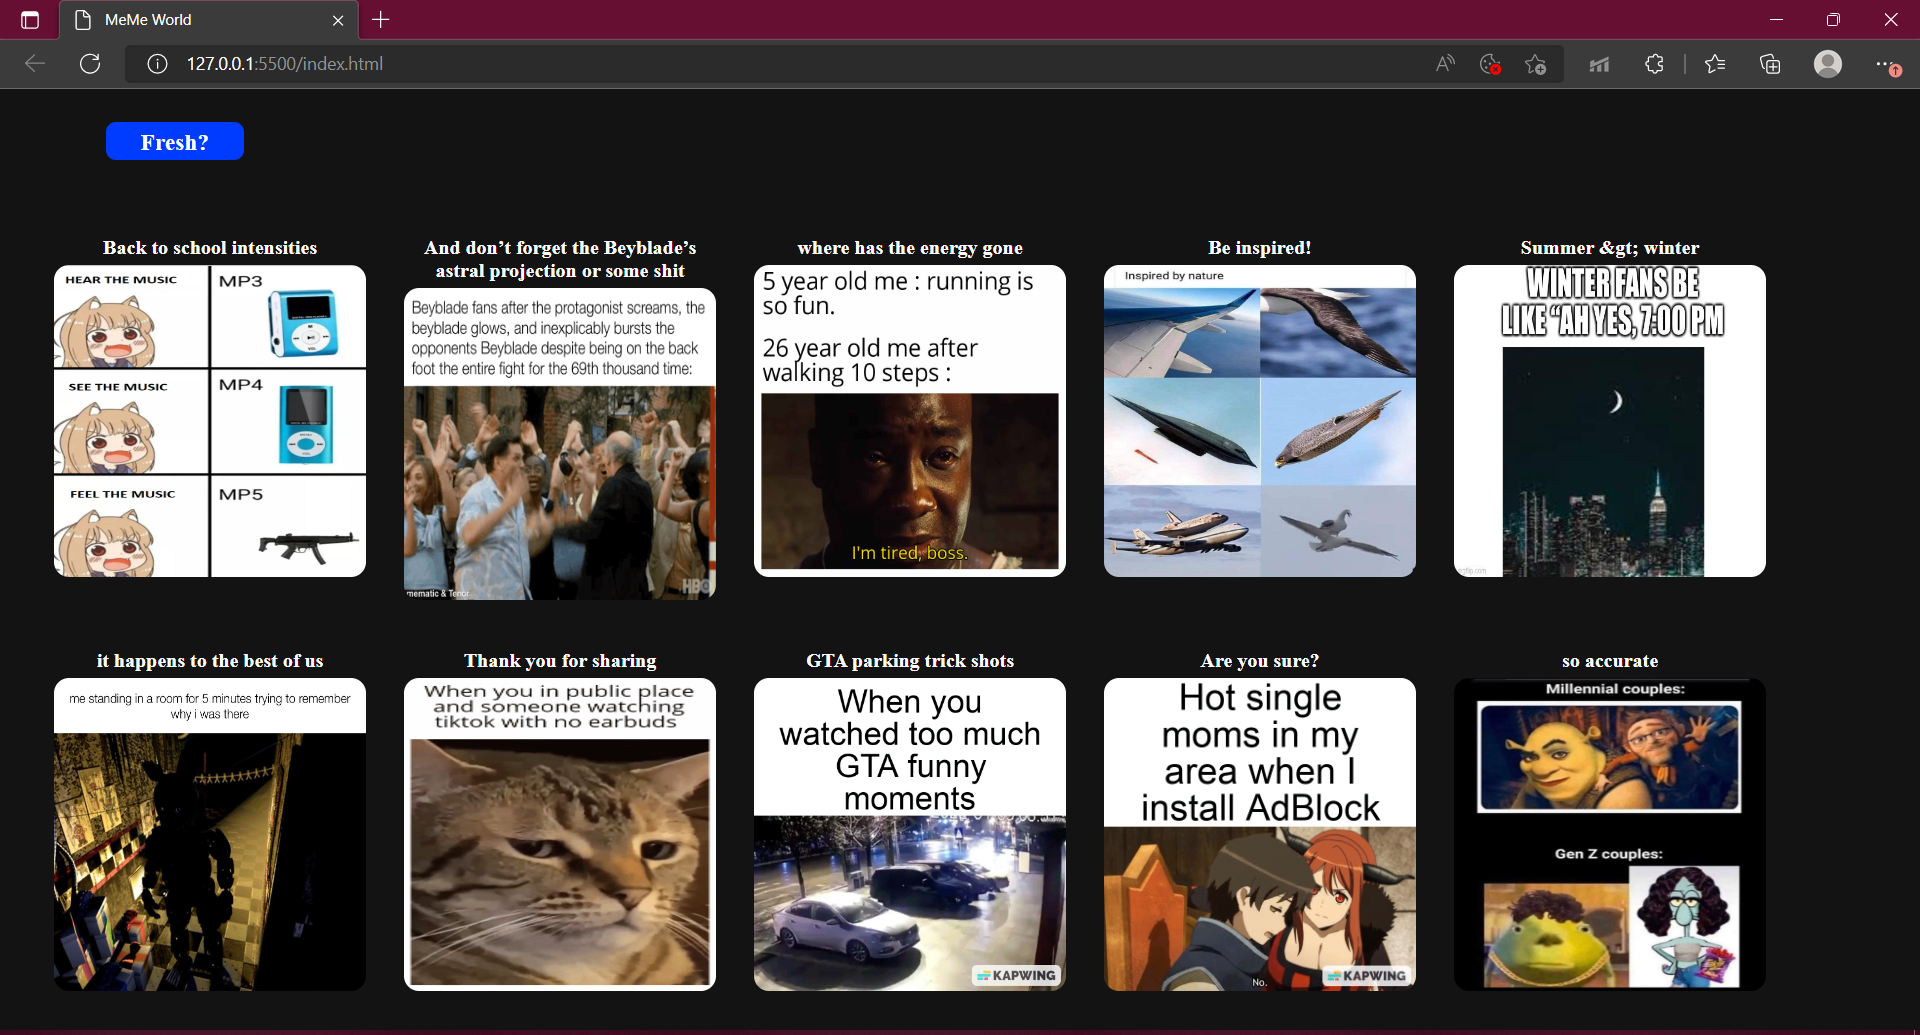 MeMe World
127.0.0.1:5500/index.html
Fresh?
Back to school intensities
HEAR THE MUSIC
MP3
SEE THE MUSIC
MP4
FEEL THE MUSIC
MP5
And don’t forget the Beyblade’s
astral projection or some shit
Beyblade fans after the protagonist screams, the
beyblade glows, and inexplicably bursts the
opponents Beyblade despite being on the back
foot the entire fight for the 69th thousand time:
mematic & Tenor
HBO
where has the energy gone
5 year old me : running is
so fun.
26 year old me after
walking 10 steps :
I'm tired, boss.
Be inspired!
Inspired by nature
Summer &gt; winter
WINTER FANS BE
LIKE “AH YES, 7:00 PM
imgflip.com
it happens to the best of us
me standing in a room for 5 minutes trying to remember
why i was there
Thank you for sharing
When you in public place
and someone watching
tiktok with no earbuds
GTA parking trick shots
When you
watched too much
GTA funny
moments
KAPWING
Are you sure?
Hot single
moms in my
area when I
install AdBlock
No.
KAPWING
so accurate
Millennial couples:
Gen Z couples: